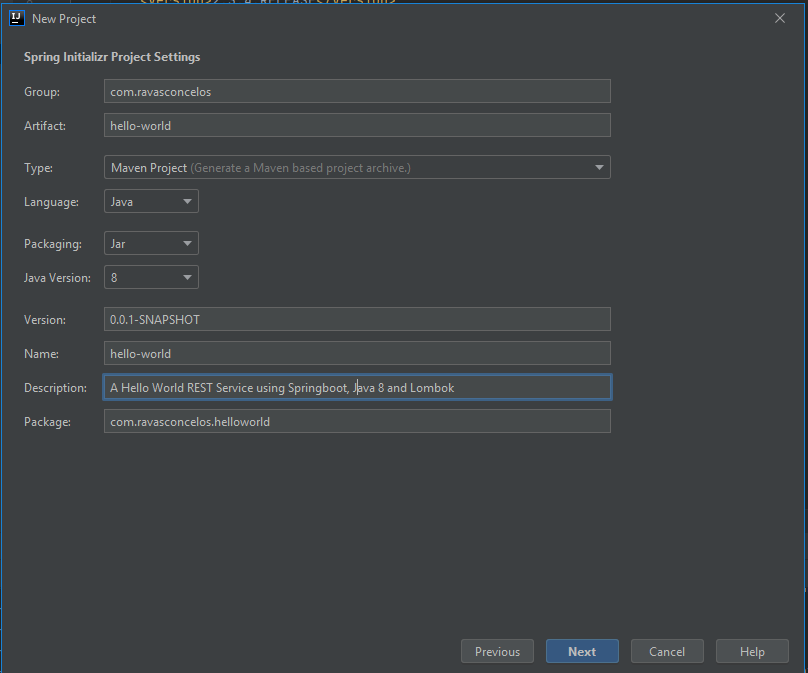 New Project
Spring Initializr Project Settings
Group: com.ravasconcelos
Artifact: hello-world
Type: Maven Project (Generate a Maven based project archive.)
Language: Java
Packaging: Jar
Java Version: 8
Version: 0.0.1-SNAPSHOT
Name: hello-world
Description: A Hello World REST Service using Springboot, Java 8 and Lombok
Package: com.ravasconcelos.helloworld
Previous Next Cancel Help